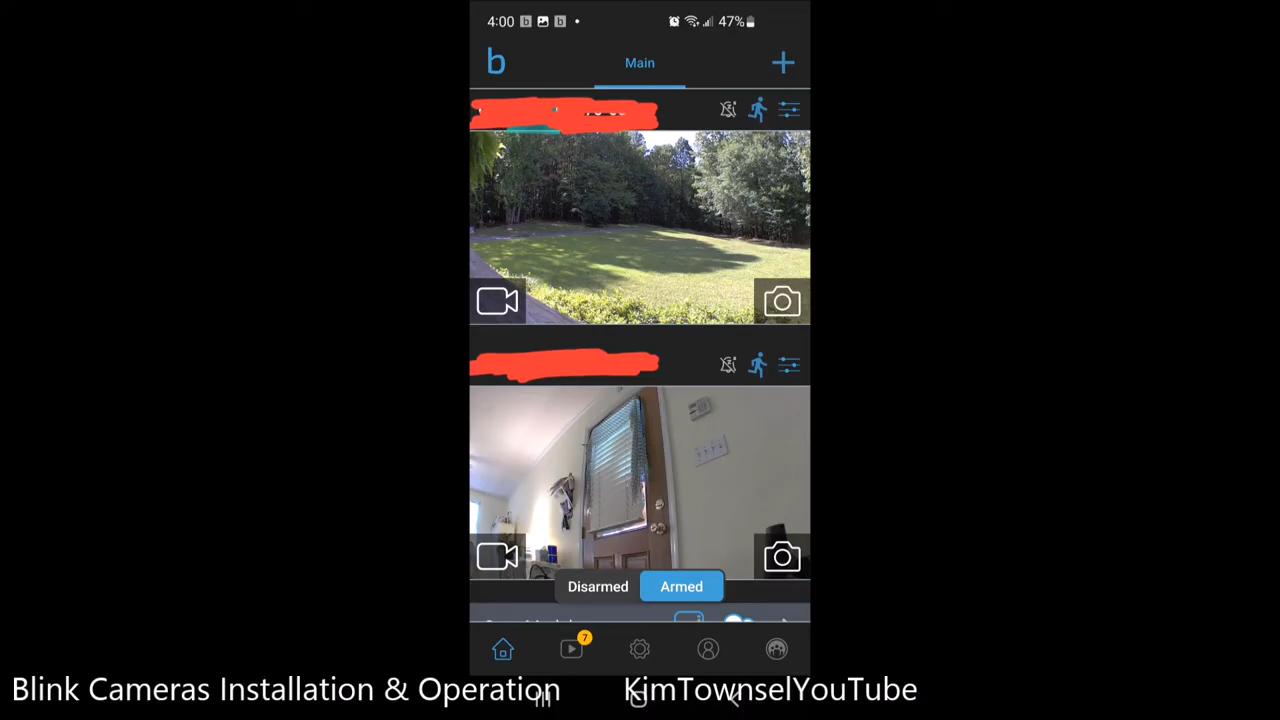 4:00
47%
b
Main
Disarmed
Armed
7
Blink Cameras Installation & Operation
KimTownselYouTube